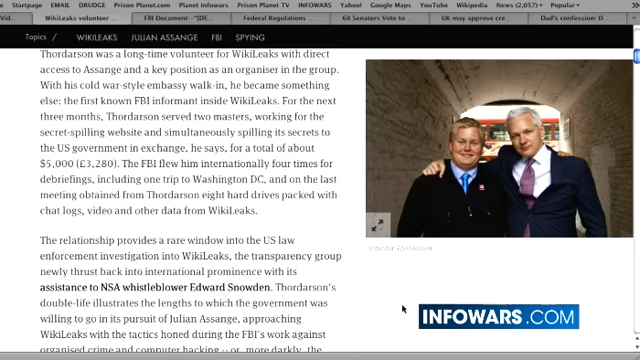 Startpage EMAIL DRUDGE Prison Planet.com Prison Planet TV INFOWARS Planet Infowars Yahoo! Google Maps YouTube Wikipedia News (2,057) Popular
Vid WikiLeaks volunteer ... FBI Document—"[DE... Federal Regulations ... 68 Senators Vote to ... UK may approve cre... Dad's confession: D
Topics / WIKILEAKS JULIAN ASSANGE FBI SPYING
Thordarson was a long-time volunteer for WikiLeaks with direct
access to Assange and a key position as an organiser in the group.
With his cold war-style embassy walk-in, he became something
else: the first known FBI informant inside WikiLeaks. For the next
three months, Thordarson served two masters, working for the
secret-spilling website and simultaneously spilling its secrets to
the US government in exchange, he says, for a total of about
$5,000 (£3,280). The FBI flew him internationally four times for
debriefings, including one trip to Washington DC, and on the last
meeting obtained from Thordarson eight hard drives packed with
chat logs, video and other data from WikiLeaks.
The relationship provides a rare window into the US law
enforcement investigation into WikiLeaks, the transparency group
newly thrust back into international prominence with its
assistance to NSA whistleblower Edward Snowden. Thordarson's
double-life illustrates the lengths to which the government was
willing to go in its pursuit of Julian Assange, approaching
WikiLeaks with the tactics honed during the FBI's work against
organised crime and computer hacking -- or, more darkly, the
INFOWARS.COM